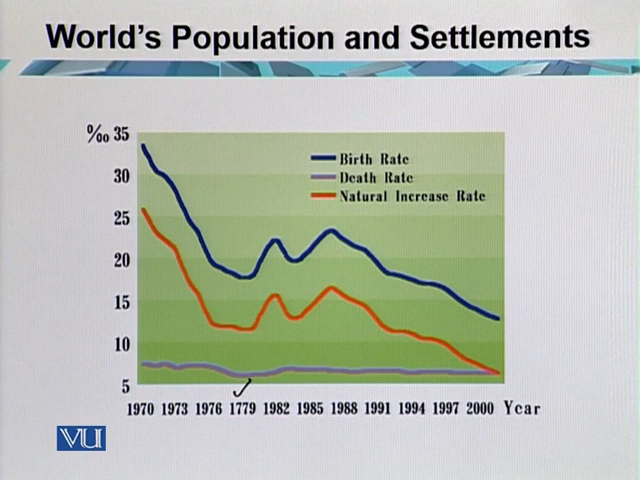 World's Population and Settlements
‰ 35
30
25
20
15
10
5
Birth Rate
Death Rate
Natural Increase Rate
1970 1973 1976 1779 1982 1985 1988 1991 1994 1997 2000 Year
VU